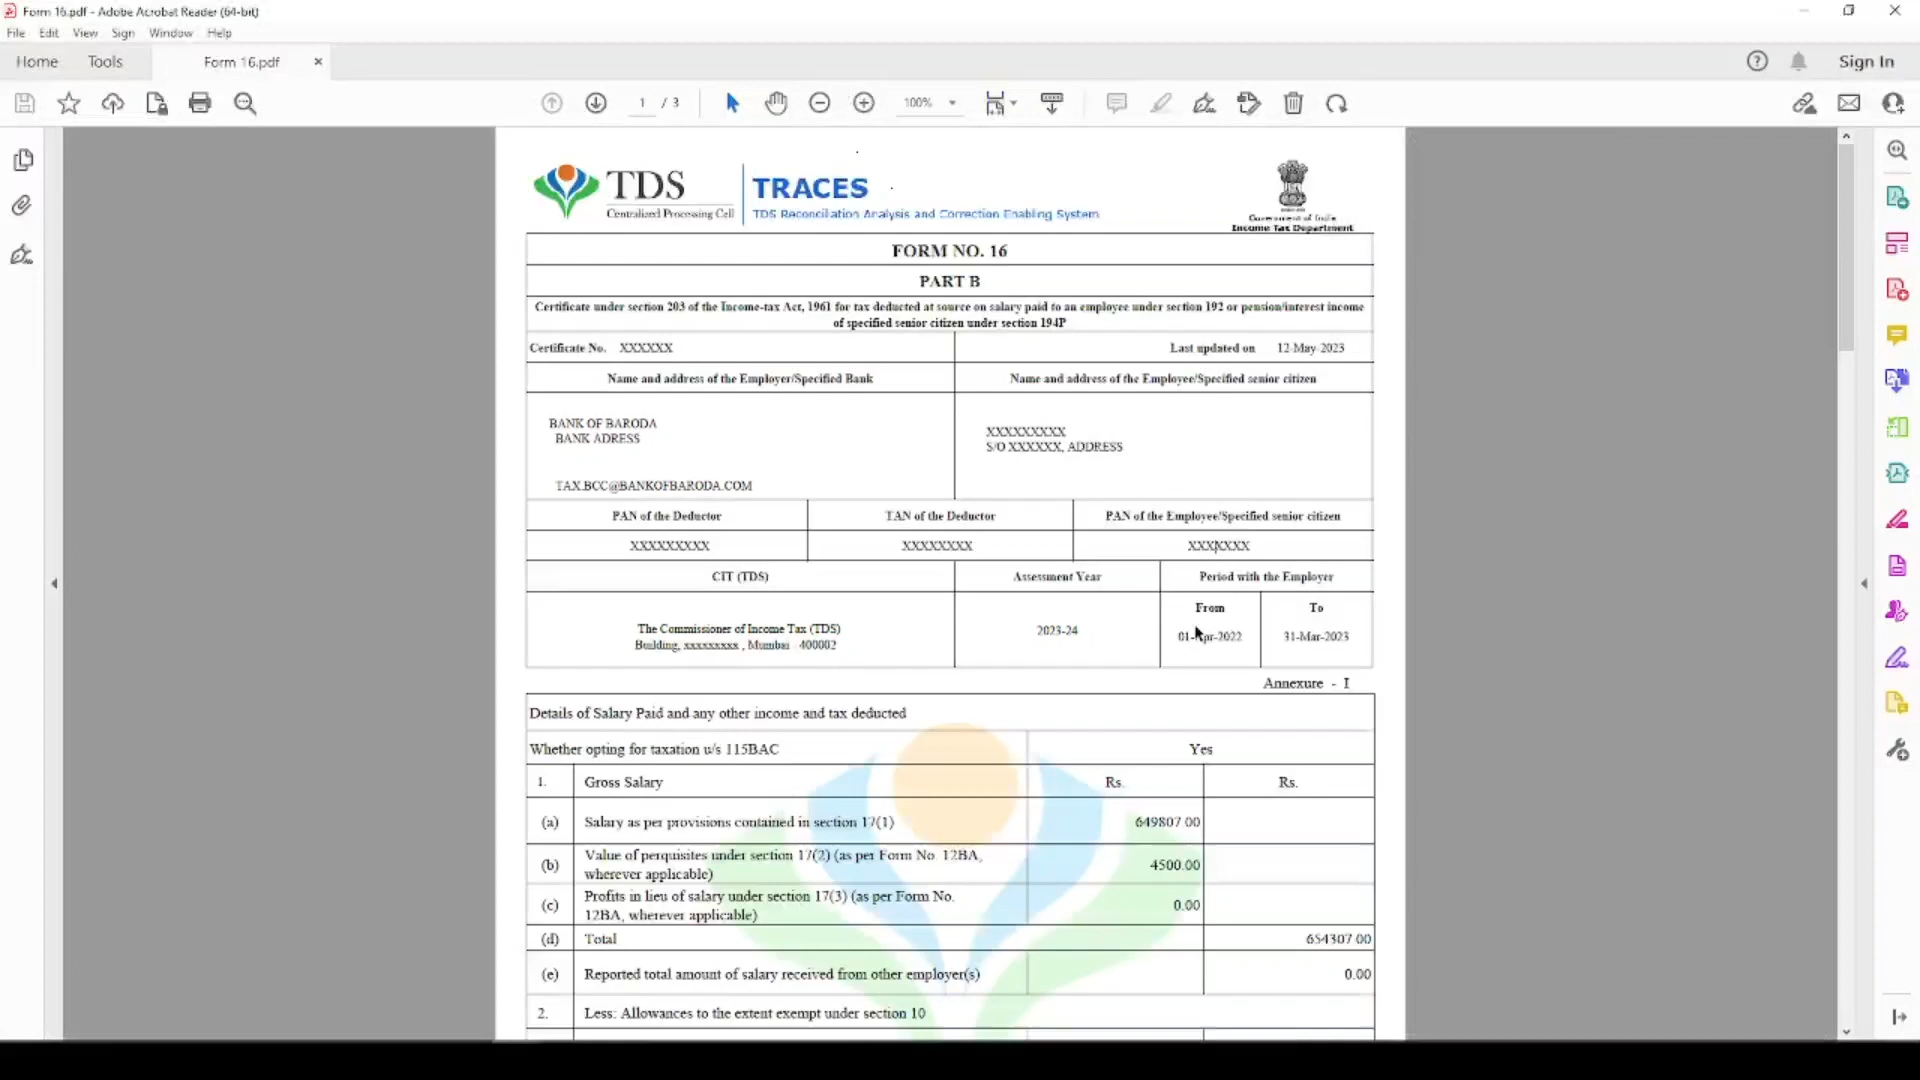 Form 16.pdf - Adobe Acrobat Reader (64-bit)
File Edit View Sign Window Help
Home Tools Form 16.pdf Sign In
1 / 3 100%
TDS
Centralized Processing Cell
TRACES
TDS Reconciliation Analysis and Correction Enabling System
Government of India
Income Tax Department
FORM NO. 16
PART B
Certificate under section 203 of the Income-tax Act, 1961 for tax deducted at source on salary paid to an employee under section 192 or pension/interest income
of specified senior citizen under section 194P
Certificate No. XXXXXX Last updated on 12-May-2023
Name and address of the Employer/Specified Bank Name and address of the Employee/Specified senior citizen
BANK OF BARODA
BANK ADRESS
TAX.BCC@BANKOFBARODA.COM
XXXXXXXXX
S/O XXXXXX, ADDRESS
PAN of the Deductor TAN of the Deductor PAN of the Employee/Specified senior citizen
XXXXXXXXX XXXXXXXX XXXXXXX
CIT (TDS) Assessment Year Period with the Employer
From To
The Commissioner of Income Tax (TDS)
Building, xxxxxxxxx , Mumbai - 400002
2023-24
01-Apr-2022 31-Mar-2023
Annexure - I
Details of Salary Paid and any other income and tax deducted
Whether opting for taxation u/s 115BAC Yes
1. Gross Salary Rs. Rs.
(a) Salary as per provisions contained in section 17(1) 649807.00
(b) Value of perquisites under section 17(2) (as per Form No. 12BA,
wherever applicable) 4500.00
(c) Profits in lieu of salary under section 17(3) (as per Form No.
12BA, wherever applicable) 0.00
(d) Total 654307.00
(e) Reported total amount of salary received from other employer(s) 0.00
2. Less: Allowances to the extent exempt under section 10